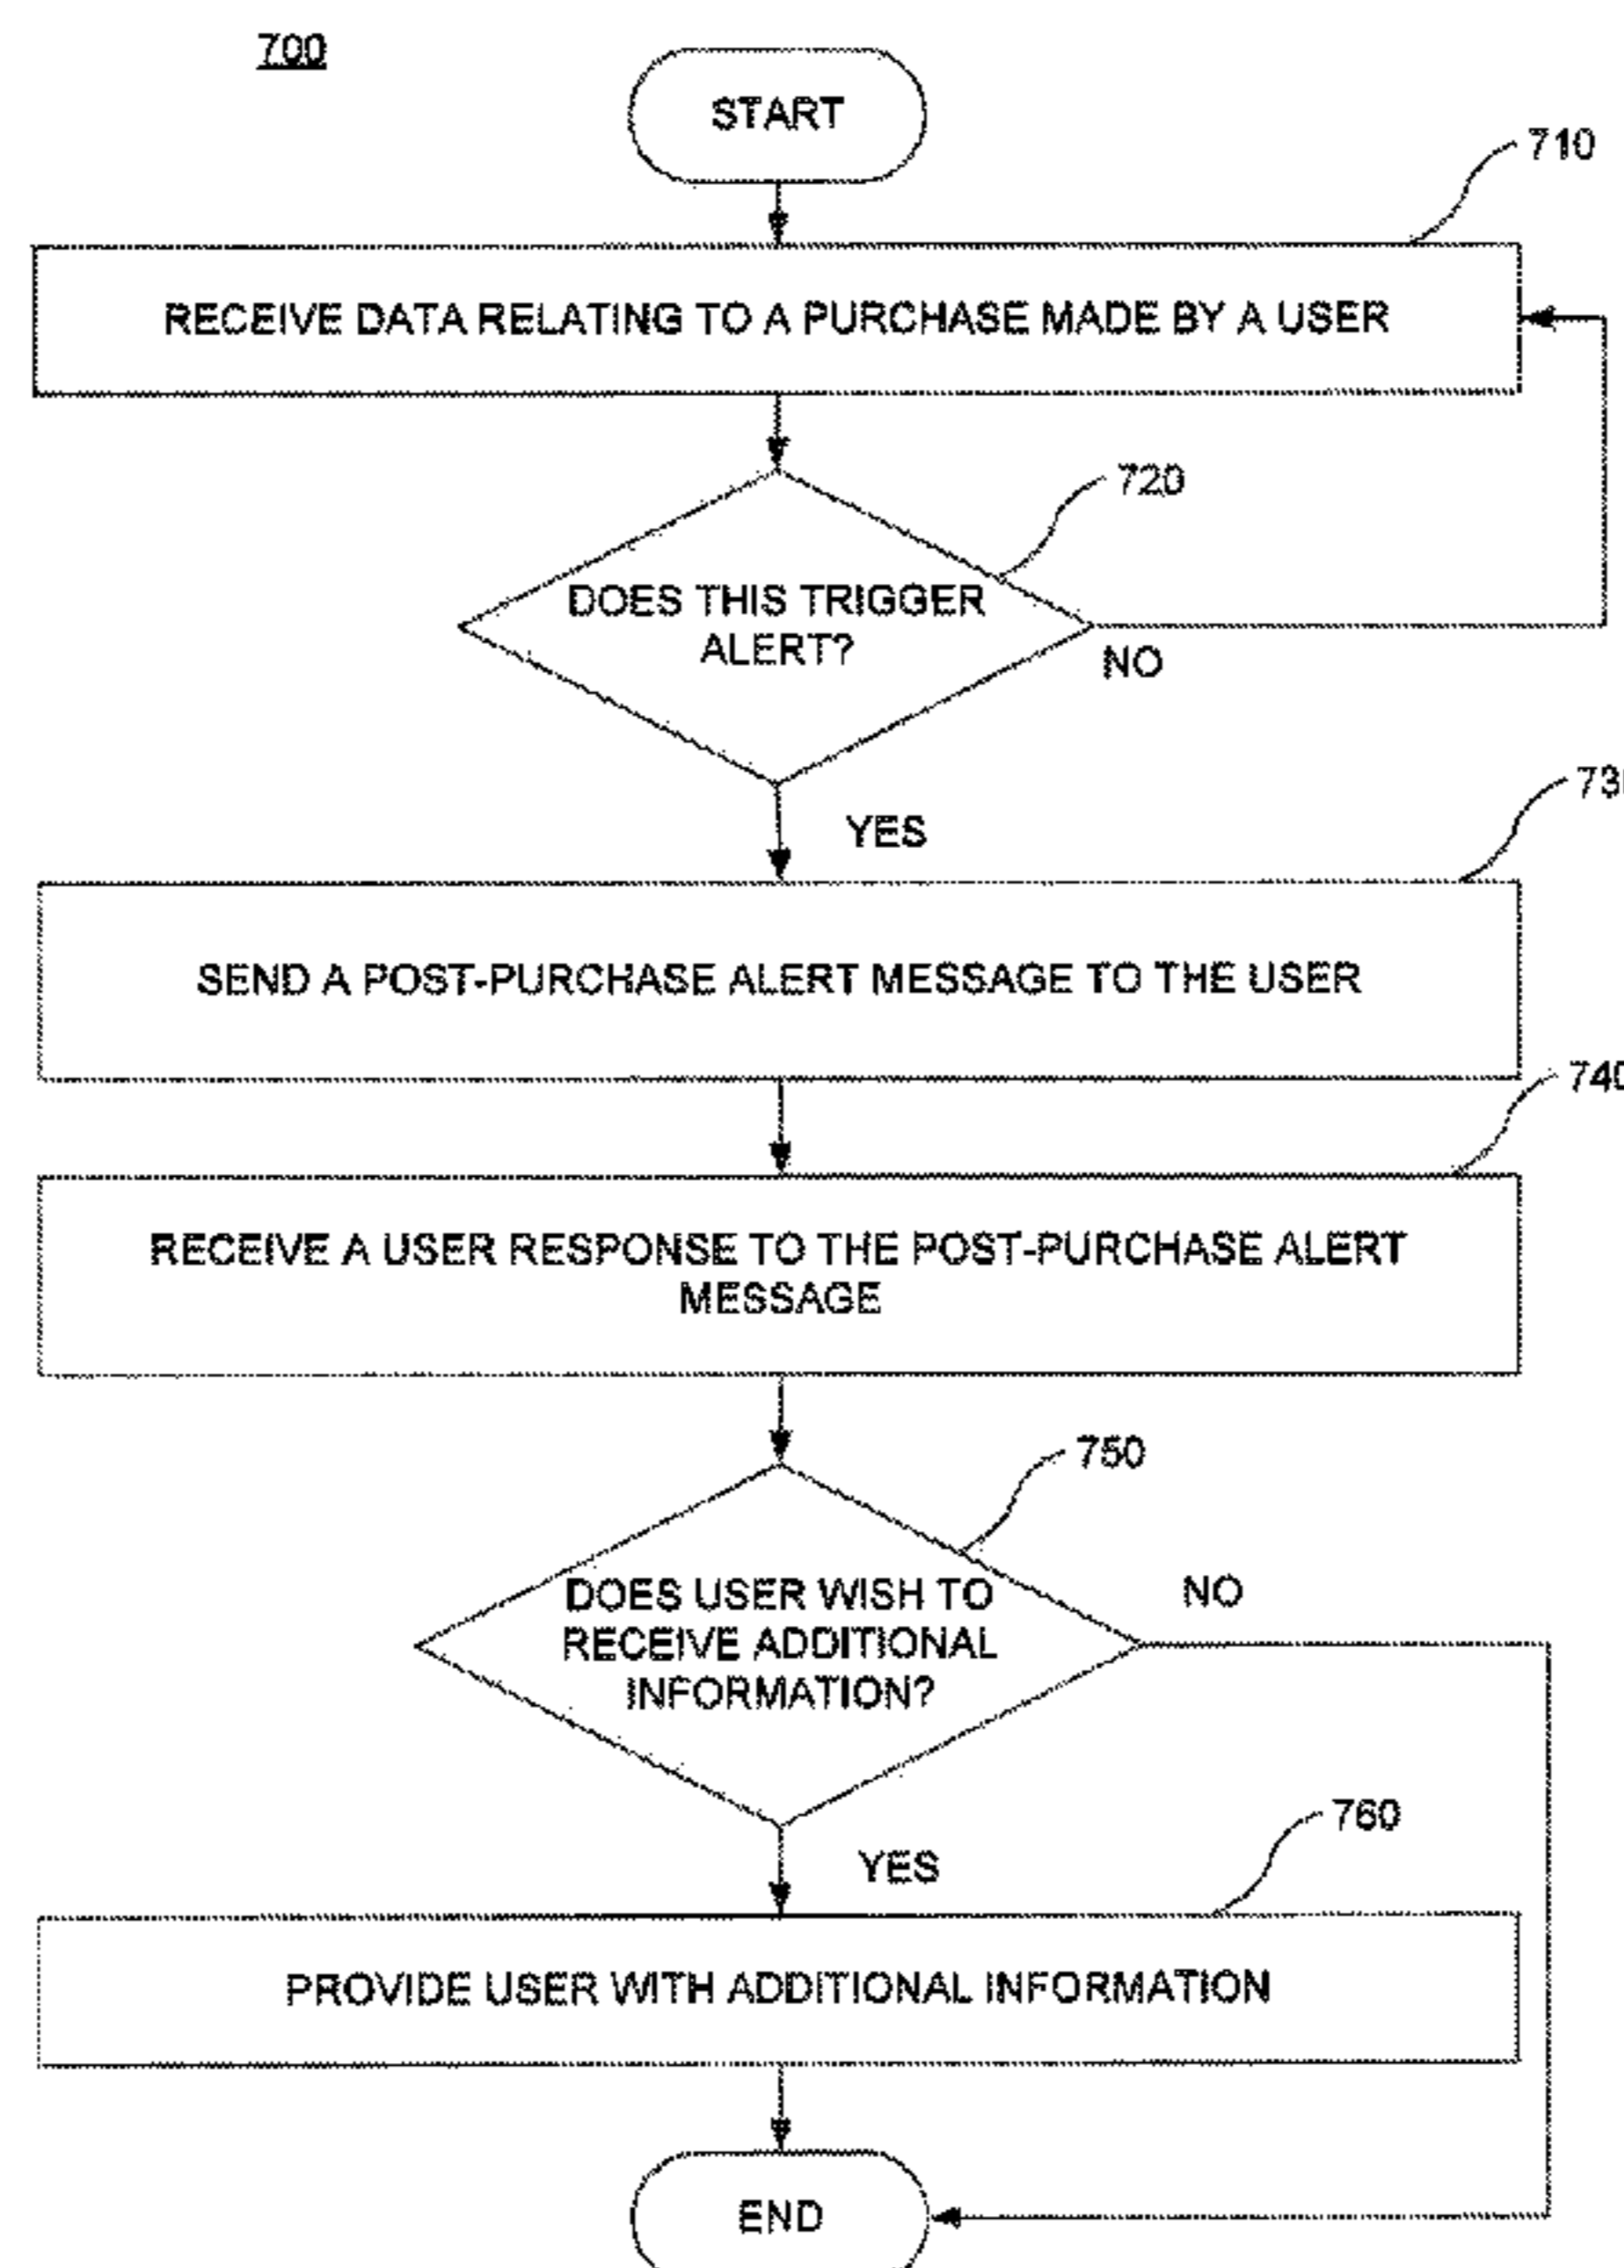 700
START
710
RECEIVE DATA RELATING TO A PURCHASE MADE BY A USER
720
DOES THIS TRIGGER
ALERT?
NO
YES
73
SEND A POST-PURCHASE ALERT MESSAGE TO THE USER
740
RECEIVE A USER RESPONSE TO THE POST-PURCHASE ALERT
MESSAGE
750
DOES USER WISH TO
RECEIVE ADDITIONAL
INFORMATION?
NO
YES
760
PROVIDE USER WITH ADDITIONAL INFORMATION
END